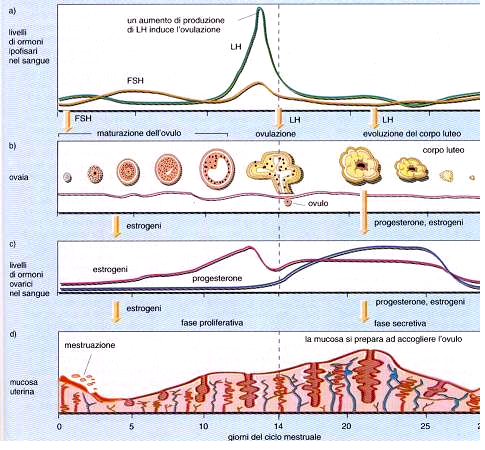 a)
livelli
di ormoni
ipofisari
nel sangue
un aumento di produzione
di LH induce l'ovulazione
LH
FSH
FSH
LH
LH
maturazione dell'ovulo
ovulazione
evoluzione del corpo luteo
b)
ovaia
corpo luteo
ovulo
estrogeni
progesterone, estrogeni
c)
livelli
di ormoni
ovarici
nel sangue
estrogeni
progesterone
estrogeni
progesterone, estrogeni
fase proliferativa
fase secretiva
d)
mucosa
uterina
mestruazione
la mucosa si prepara ad accogliere l'ovulo
0 5 10 15 20 25
giorni del ciclo mestruale